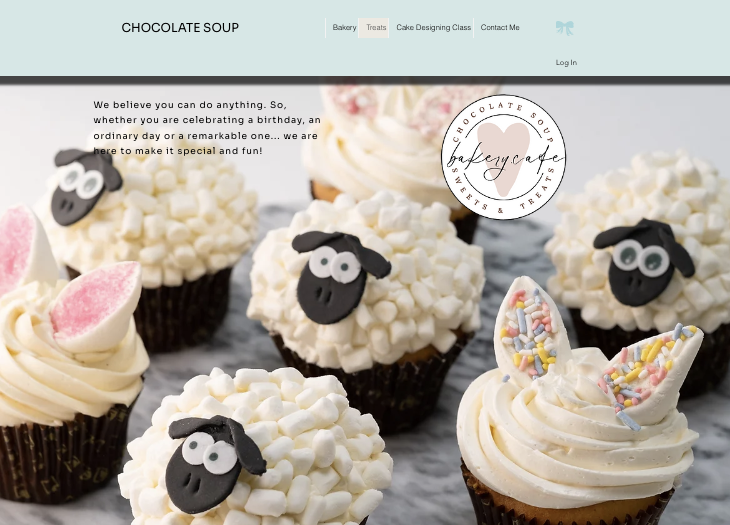 CHOCOLATE SOUP
Bakery
Treats
Cake Designing Class
Contact Me
Log In
We believe you can do anything. So,
whether you are celebrating a birthday, an
ordinary day or a remarkable one... we are
here to make it special and fun!
CHOCOLATE SOUP
bakerycafe
SWEETS & TREATS